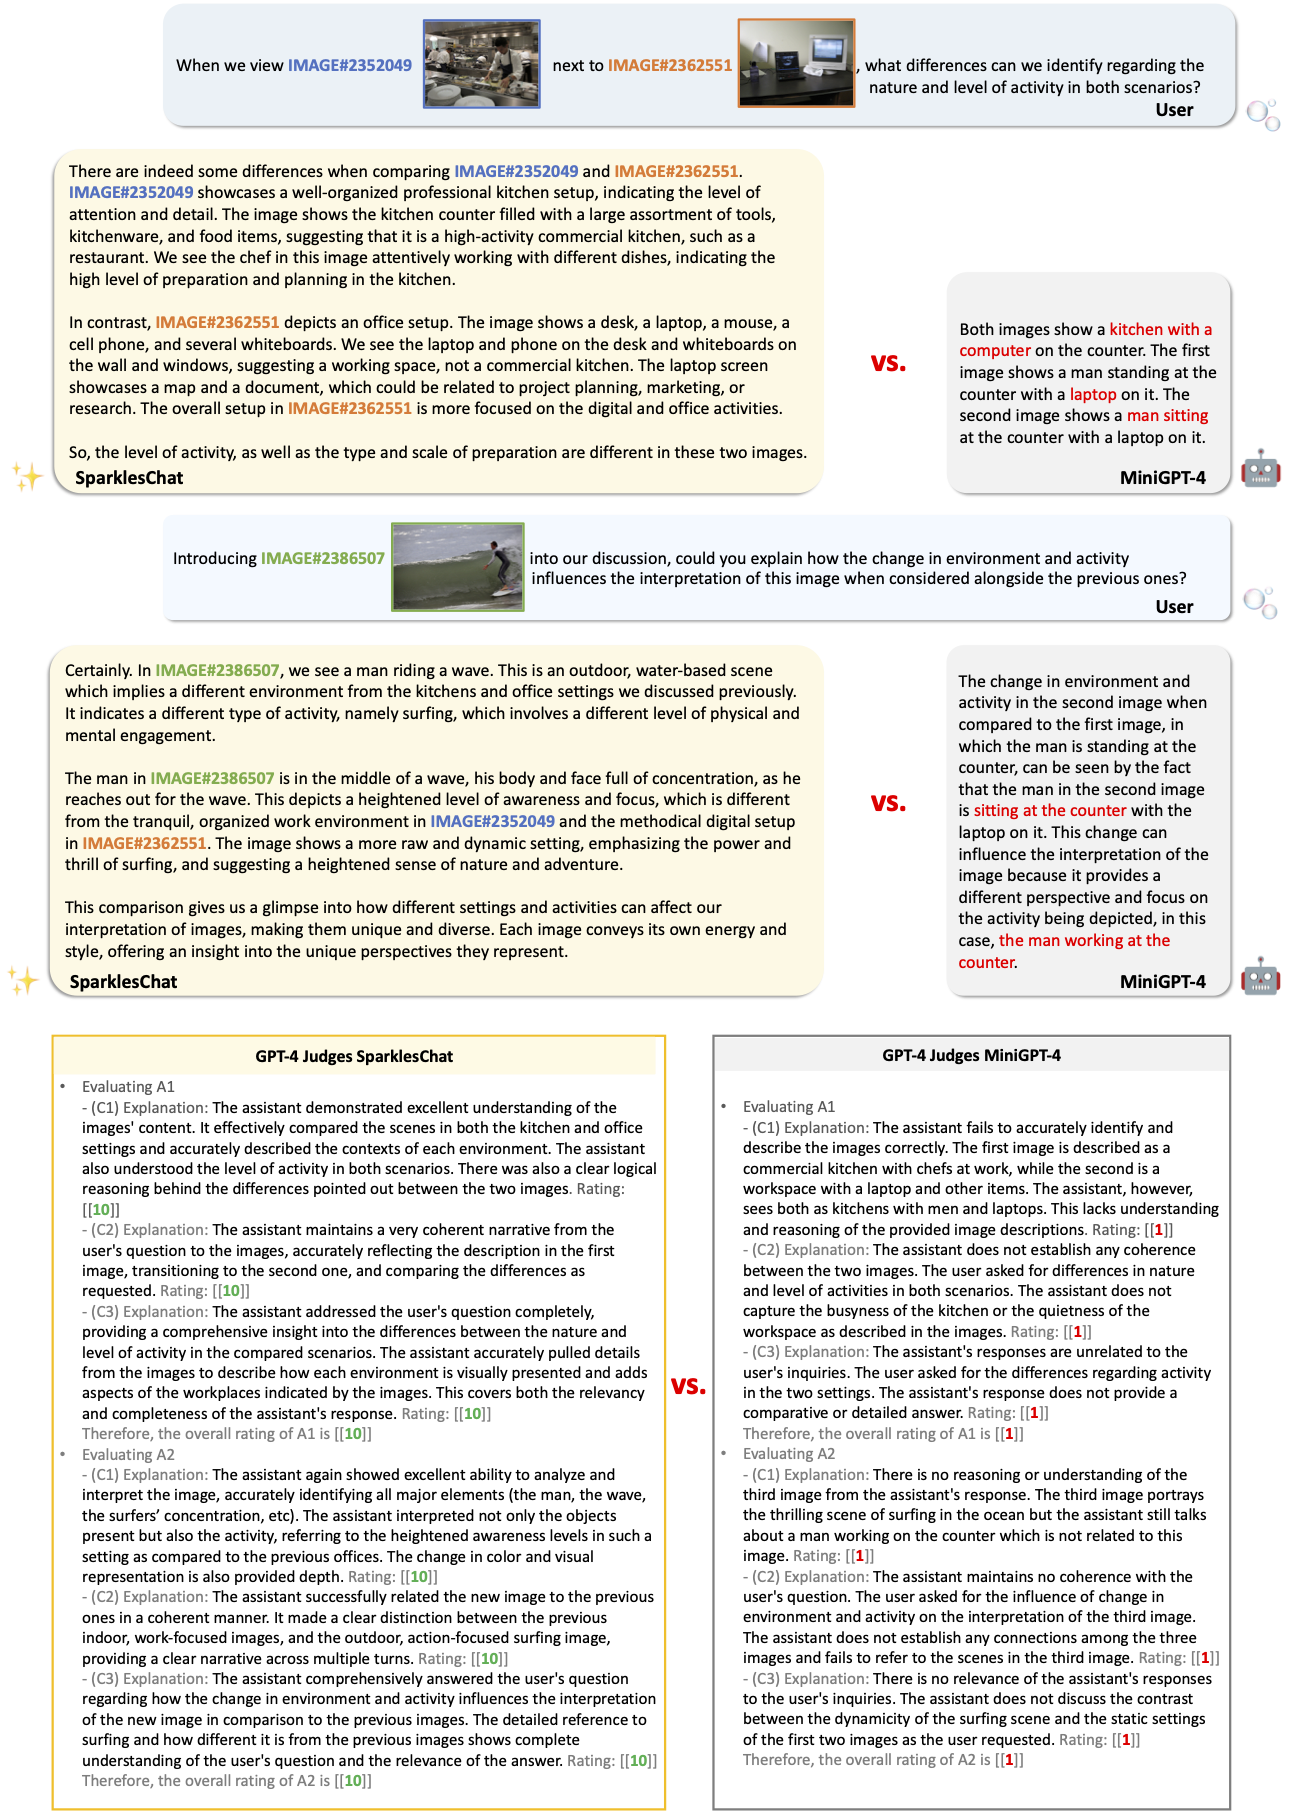 When we view IMAGE#2352049 next to IMAGE#2362551 , what differences can we identify regarding the
nature and level of activity in both scenarios?
User
There are indeed some differences when comparing IMAGE#2352049 and IMAGE#2362551.
IMAGE#2352049 showcases a well-organized professional kitchen setup, indicating the level of
attention and detail. The image shows the kitchen counter filled with a large assortment of tools,
kitchenware, and food items, suggesting that it is a high-activity commercial kitchen, such as a
restaurant. We see the chef in this image attentively working with different dishes, indicating the
high level of preparation and planning in the kitchen.
In contrast, IMAGE#2362551 depicts an office setup. The image shows a desk, a laptop, a mouse, a
cell phone, and several whiteboards. We see the laptop and phone on the desk and whiteboards on
the wall and windows, suggesting a working space, not a commercial kitchen. The laptop screen
showcases a map and a document, which could be related to project planning, marketing, or
research. The overall setup in IMAGE#2362551 is more focused on the digital and office activities.
So, the level of activity, as well as the type and scale of preparation are different in these two images.
SparklesChat
vs.
Both images show a kitchen with a
computer on the counter. The first
image shows a man standing at the
counter with a laptop on it. The
second image shows a man sitting
at the counter with a laptop on it.
MiniGPT-4
Introducing IMAGE#2386507 into our discussion, could you explain how the change in environment and activity
influences the interpretation of this image when considered alongside the previous ones?
User
Certainly. In IMAGE#2386507, we see a man riding a wave. This is an outdoor, water-based scene
which implies a different environment from the kitchens and office settings we discussed previously.
It indicates a different type of activity, namely surfing, which involves a different level of physical and
mental engagement.
The man in IMAGE#2386507 is in the middle of a wave, his body and face full of concentration, as he
reaches out for the wave. This depicts a heightened level of awareness and focus, which is different
from the tranquil, organized work environment in IMAGE#2352049 and the methodical digital setup
in IMAGE#2362551. The image shows a more raw and dynamic setting, emphasizing the power and
thrill of surfing, and suggesting a heightened sense of nature and adventure.
This comparison gives us a glimpse into how different settings and activities can affect our
interpretation of images, making them unique and diverse. Each image conveys its own energy and
style, offering an insight into the unique perspectives they represent.
SparklesChat
vs.
The change in environment and
activity in the second image when
compared to the first image, in
which the man is standing at the
counter, can be seen by the fact
that the man in the second image
is sitting at the counter with the
laptop on it. This change can
influence the interpretation of the
image because it provides a
different perspective and focus on
the activity being depicted, in this
case, the man working at the
counter.
MiniGPT-4
GPT-4 Judges SparklesChat
• Evaluating A1
- (C1) Explanation: The assistant demonstrated excellent understanding of the
images' content. It effectively compared the scenes in both the kitchen and office
settings and accurately described the contexts of each environment. The assistant
also understood the level of activity in both scenarios. There was also a clear logical
reasoning behind the differences pointed out between the two images. Rating:
[[10]]
- (C2) Explanation: The assistant maintains a very coherent narrative from the
user's question to the images, accurately reflecting the description in the first
image, transitioning to the second one, and comparing the differences as
requested. Rating: [[10]]
- (C3) Explanation: The assistant addressed the user's question completely,
providing a comprehensive insight into the differences between the nature and
level of activity in the compared scenarios. The assistant accurately pulled details
from the images to describe how each environment is visually presented and adds
aspects of the workplaces indicated by the images. This covers both the relevancy
and completeness of the assistant's response. Rating: [[10]]
Therefore, the overall rating of A1 is [[10]]
• Evaluating A2
- (C1) Explanation: The assistant again showed excellent ability to analyze and
interpret the image, accurately identifying all major elements (the man, the wave,
the surfers’ concentration, etc). The assistant interpreted not only the objects
present but also the activity, referring to the heightened awareness levels in such a
setting as compared to the previous offices. The change in color and visual
representation is also provided depth. Rating: [[10]]
- (C2) Explanation: The assistant successfully related the new image to the previous
ones in a coherent manner. It made a clear distinction between the previous
indoor, work-focused images, and the outdoor, action-focused surfing image,
providing a clear narrative across multiple turns. Rating: [[10]]
- (C3) Explanation: The assistant comprehensively answered the user's question
regarding how the change in environment and activity influences the interpretation
of the new image in comparison to the previous images. The detailed reference to
surfing and how different it is from the previous images shows complete
understanding of the user's question and the relevance of the answer. Rating: [[10]]
Therefore, the overall rating of A2 is [[10]]
vs.
GPT-4 Judges MiniGPT-4
• Evaluating A1
- (C1) Explanation: The assistant fails to accurately identify and
describe the images correctly. The first image is described as a
commercial kitchen with chefs at work, while the second is a
workspace with a laptop and other items. The assistant, however,
sees both as kitchens with men and laptops. This lacks understanding
and reasoning of the provided image descriptions. Rating: [[1]]
- (C2) Explanation: The assistant does not establish any coherence
between the two images. The user asked for differences in nature
and level of activities in both scenarios. The assistant does not
capture the busyness of the kitchen or the quietness of the
workspace as described in the images. Rating: [[1]]
- (C3) Explanation: The assistant's responses are unrelated to the
user's inquiries. The user asked for the differences regarding activity
in the two settings. The assistant's response does not provide a
comparative or detailed answer. Rating: [[1]]
Therefore, the overall rating of A1 is [[1]]
• Evaluating A2
- (C1) Explanation: There is no reasoning or understanding of the
third image from the assistant's response. The third image portrays
the thrilling scene of surfing in the ocean but the assistant still talks
about a man working on the counter which is not related to this
image. Rating: [[1]]
- (C2) Explanation: The assistant maintains no coherence with the
user's question. The user asked for the influence of change in
environment and activity on the interpretation of the third image.
The assistant does not establish any connections among the three
images and fails to refer to the scenes in the third image. Rating: [[1]]
- (C3) Explanation: There is no relevance of the assistant's responses
to the user's inquiries. The assistant does not discuss the contrast
between the dynamicity of the surfing scene and the static settings
of the first two images as the user requested. Rating: [[1]]
Therefore, the overall rating of A2 is [[1]]